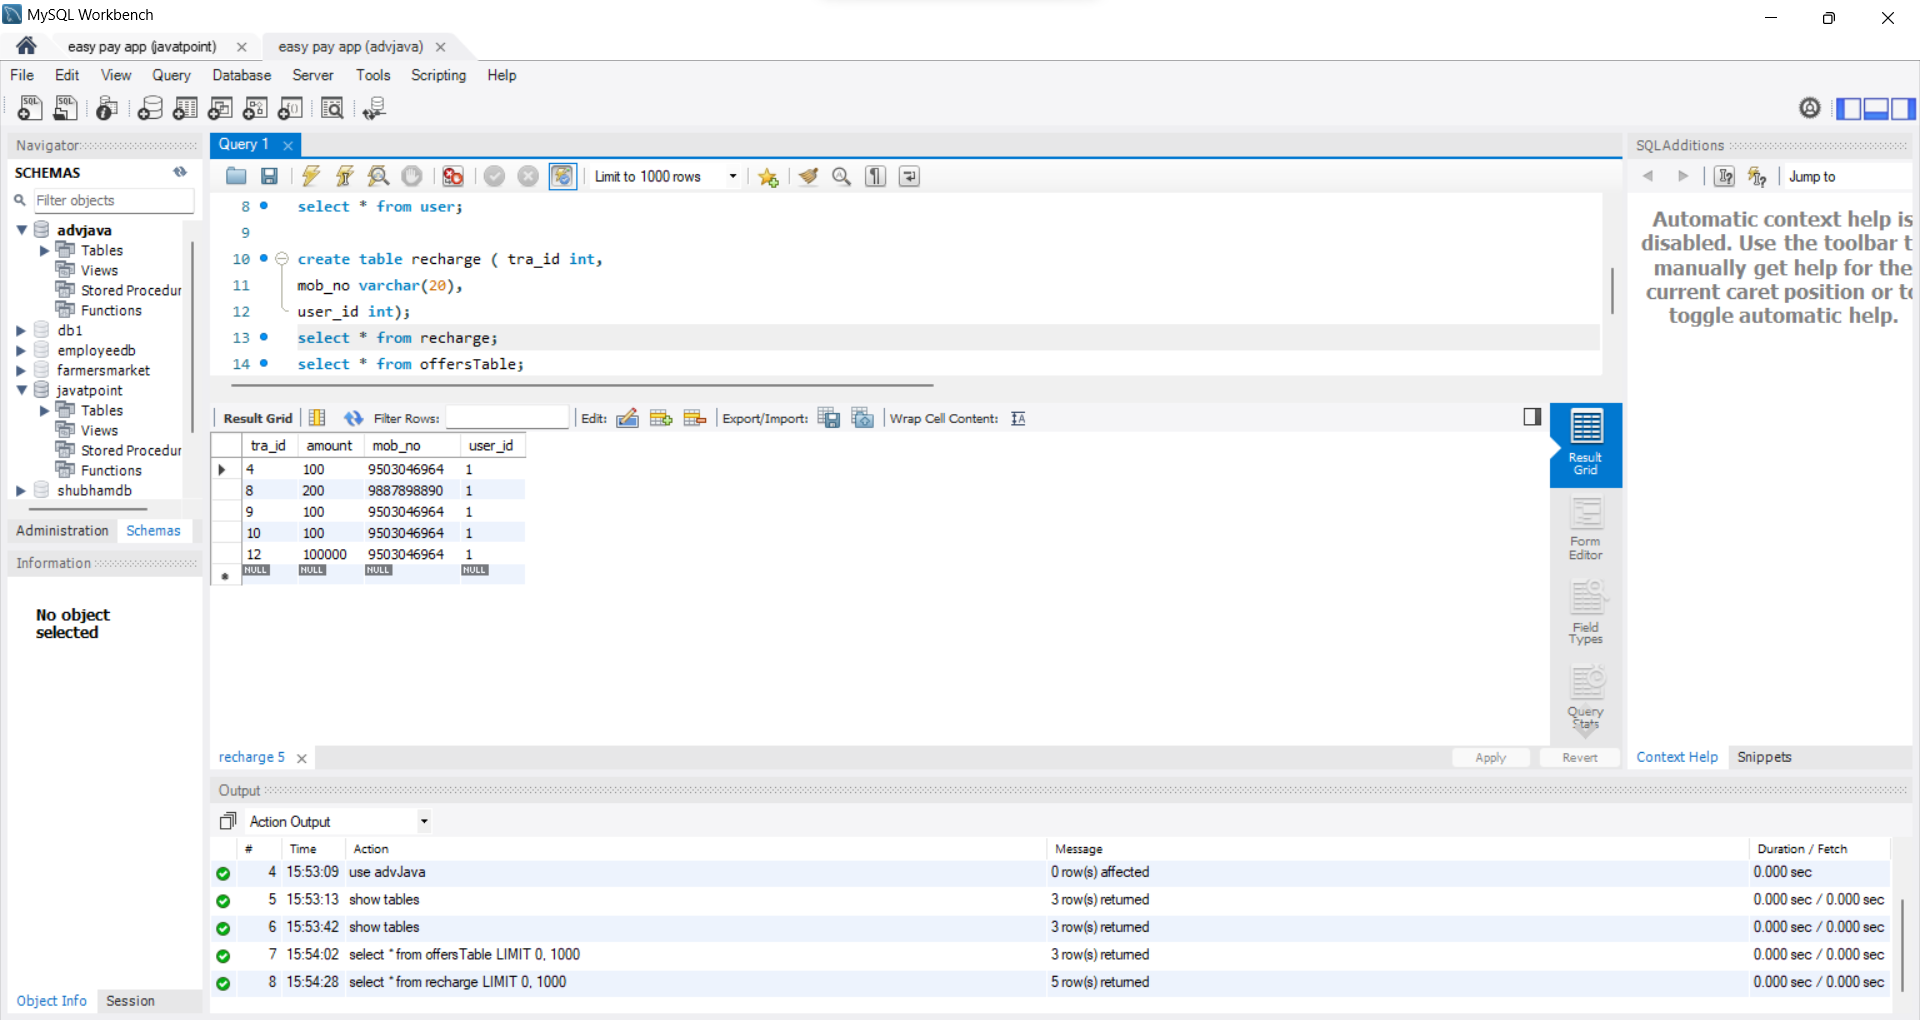 MySQL Workbench
easy pay app (javatpoint)
easy pay app (advjava)
File Edit View Query Database Server Tools Scripting Help
Navigator
SCHEMAS
Filter objects
advjava
Tables
Views
Stored Procedur
Functions
db1
employeedb
farmersmarket
javatpoint
Tables
Views
Stored Procedur
Functions
shubhamdb
Administration Schemas
Information
No object
selected
Object Info Session
Query 1
Limit to 1000 rows
8 select * from user;
9
10 create table recharge ( tra_id int,
11 mob_no varchar(20),
12 user_id int);
13 select * from recharge;
14 select * from offersTable;
Result Grid Filter Rows: Edit: Export/Import: Wrap Cell Content:
tra_id amount mob_no user_id
4 100 9503046964 1
8 200 9887898890 1
9 100 9503046964 1
10 100 9503046964 1
12 100000 9503046964 1
NULL NULL NULL NULL
Result
Grid
Form
Editor
Field
Types
Query
Stats
recharge 5
Apply Revert
SQLAdditions
Jump to
Automatic context help is
disabled. Use the toolbar t
manually get help for the
current caret position or to
toggle automatic help.
Context Help Snippets
Output
Action Output
# Time Action Message Duration / Fetch
4 15:53:09 use advJava 0 row(s) affected 0.000 sec
5 15:53:13 show tables 3 row(s) returned 0.000 sec / 0.000 sec
6 15:53:42 show tables 3 row(s) returned 0.000 sec / 0.000 sec
7 15:54:02 select * from offersTable LIMIT 0, 1000 3 row(s) returned 0.000 sec / 0.000 sec
8 15:54:28 select * from recharge LIMIT 0, 1000 5 row(s) returned 0.000 sec / 0.000 sec